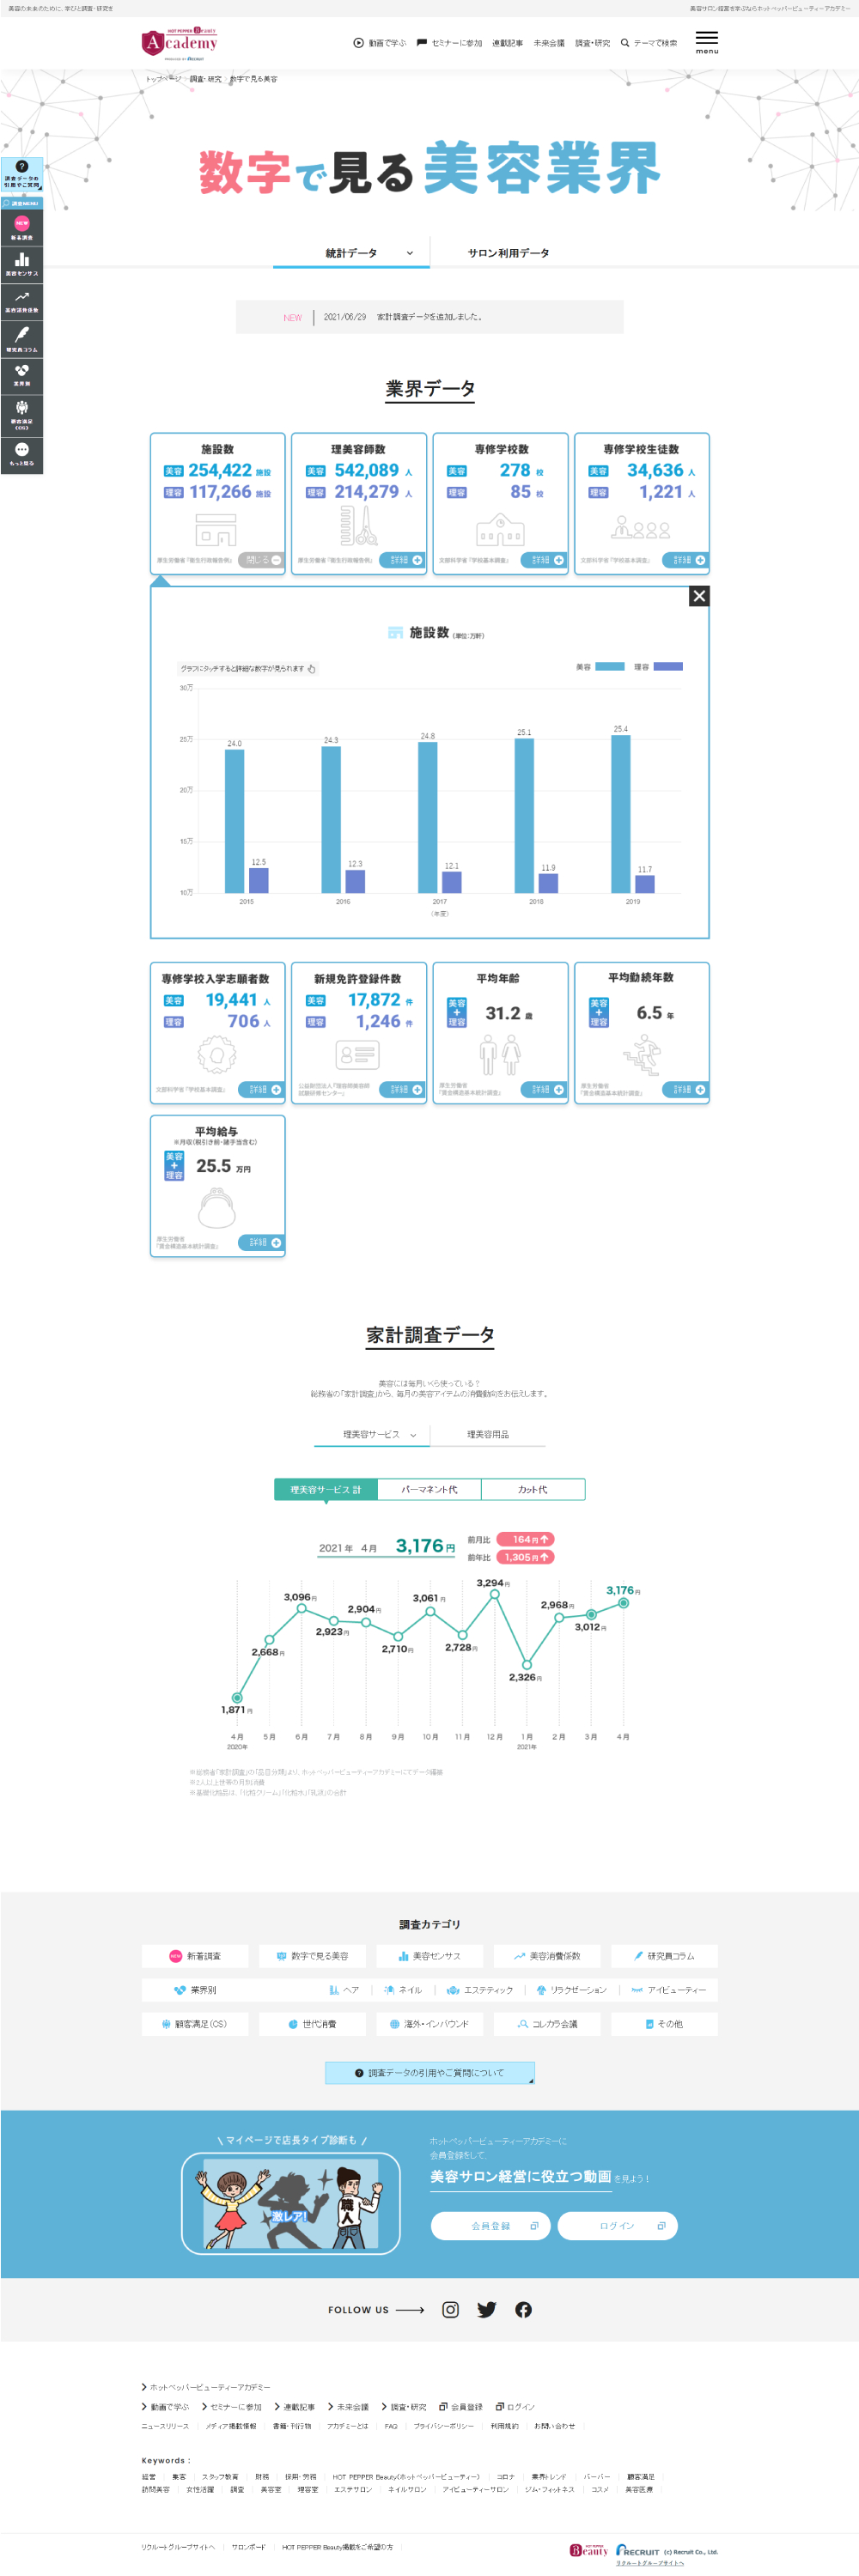 美容の未来のために、学びと調査・研究を
美容サロン経営を学ぶならホットペッパービューティーアカデミー
HOT PEPPER Beauty
Academy
PRODUCED BY RECRUIT
動画で学ぶ
セミナーに参加
連載記事
未来会議
調査・研究
テーマで検索
menu
トップページ
調査・研究
数字で見る美容
数字で見る美容業界
調査データの
引用やご質問
調査MENU
NEW
新着調査
美容センサス
美容消費係数
研究員コラム
業界別
顧客満足
(CS)
もっと見る
統計データ
サロン利用データ
NEW
2021/06/29 家計調査データを追加しました。
業界データ
施設数
美容 254,422 施設
理容 117,266 施設
厚生労働省「衛生行政報告例」
閉じる
理美容師数
美容 542,089 人
理容 214,279 人
厚生労働省「衛生行政報告例」
詳細
専修学校数
美容 278 校
理容 85 校
文部科学省「学校基本調査」
詳細
専修学校生徒数
美容 34,636 人
理容 1,221 人
文部科学省「学校基本調査」
詳細
施設数 (単位:万軒)
グラフにタッチすると詳細な数字が見られます
美容 理容
30万
25万
20万
15万
10万
24.0 24.3 24.8 25.1 25.4
12.5 12.3 12.1 11.9 11.7
2015 2016 2017 2018 2019
(年度)
専修学校入学志願者数
美容 19,441 人
理容 706 人
文部科学省「学校基本調査」
詳細
新規免許登録件数
美容 17,872 件
理容 1,246 件
公益財団法人「理容師美容師
試験研修センター」
詳細
平均年齢
美容+理容 31.2 歳
厚生労働省
「賃金構造基本統計調査」
詳細
平均勤続年数
美容+理容 6.5 年
厚生労働省
「賃金構造基本統計調査」
詳細
平均給与
※月収(税引き前・諸手当含む)
美容+理容 25.5 万円
厚生労働省
「賃金構造基本統計調査」
詳細
家計調査データ
美容には毎月いくら使っている？
総務省の「家計調査」から、毎月の美容アイテムの消費動向をお伝えします。
理美容サービス
理美容用品
理美容サービス 計
パーマネント代
カット代
2021年 4月 3,176円
前月比 164円↑
前年比 1,305円↑
1,871円
2,668円
3,096円
2,923円
2,904円
2,710円
3,061円
2,728円
3,294円
2,326円
2,968円
3,012円
3,176円
4月 5月 6月 7月 8月 9月 10月 11月 12月 1月 2月 3月 4月
2020年 2021年
※総務省「家計調査」の「品目分類」より、ホットペッパービューティーアカデミーにてデータ編集
※2人以上世帯の月別消費
※基礎化粧品は、「化粧クリーム」「化粧水」「乳液」の合計
調査カテゴリ
NEW 新着調査
数字で見る美容
美容センサス
美容消費係数
研究員コラム
業界別
ヘア
ネイル
エステティック
リラクゼーション
アイビューティー
顧客満足(CS)
世代消費
海外・インバウンド
コレカラ会議
その他
調査データの引用やご質問について
\ マイページで店長タイプ診断も /
激レア!
職人
ホットペッパービューティーアカデミーに
会員登録をして、
美容サロン経営に役立つ動画 を見よう！
会員登録
ログイン
FOLLOW US
ホットペッパービューティーアカデミー
動画で学ぶ
セミナーに参加
連載記事
未来会議
調査・研究
会員登録
ログイン
ニュースリリース
メディア掲載情報
書籍・刊行物
アカデミーとは
FAQ
プライバシーポリシー
利用規約
お問い合わせ
Keywords：
経営 集客 スタッフ教育 財務 採用・労務 HOT PEPPER Beauty(ホットペッパービューティー) コロナ 業界トレンド バーバー 顧客満足
訪問美容 女性活躍 調査 美容室 理容室 エステサロン ネイルサロン アイビューティーサロン ジム・フィットネス コスメ 美容医療
リクルートグループサイトへ
サロンボード
HOT PEPPER Beauty掲載をご希望の方
HOT PEPPER
Beauty
RECRUIT
(c) Recruit Co., Ltd.
リクルートグループサイトへ